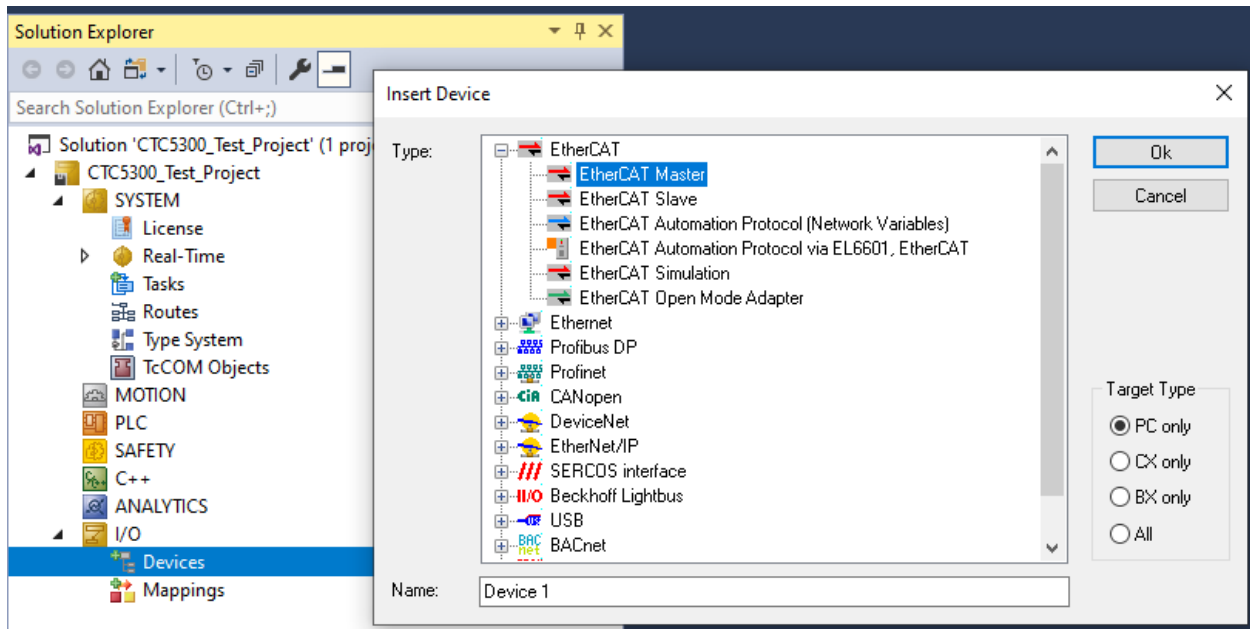 Solution Explorer
Search Solution Explorer (Ctrl+;)
Solution 'CTC5300_Test_Project' (1 proj
CTC5300_Test_Project
SYSTEM
License
Real-Time
Tasks
Routes
Type System
TcCOM Objects
MOTION
PLC
SAFETY
C++
ANALYTICS
I/O
Devices
Mappings
Insert Device
Type:
EtherCAT
EtherCAT Master
EtherCAT Slave
EtherCAT Automation Protocol (Network Variables)
EtherCAT Automation Protocol via EL6601, EtherCAT
EtherCAT Simulation
EtherCAT Open Mode Adapter
Ethernet
Profibus DP
Profinet
CiA CANopen
DeviceNet
EtherNet/IP
SERCOS interface
II/O Beckhoff Lightbus
USB
BAC
net BACnet
Ok
Cancel
Target Type
PC only
CX only
BX only
All
Name:
Device 1